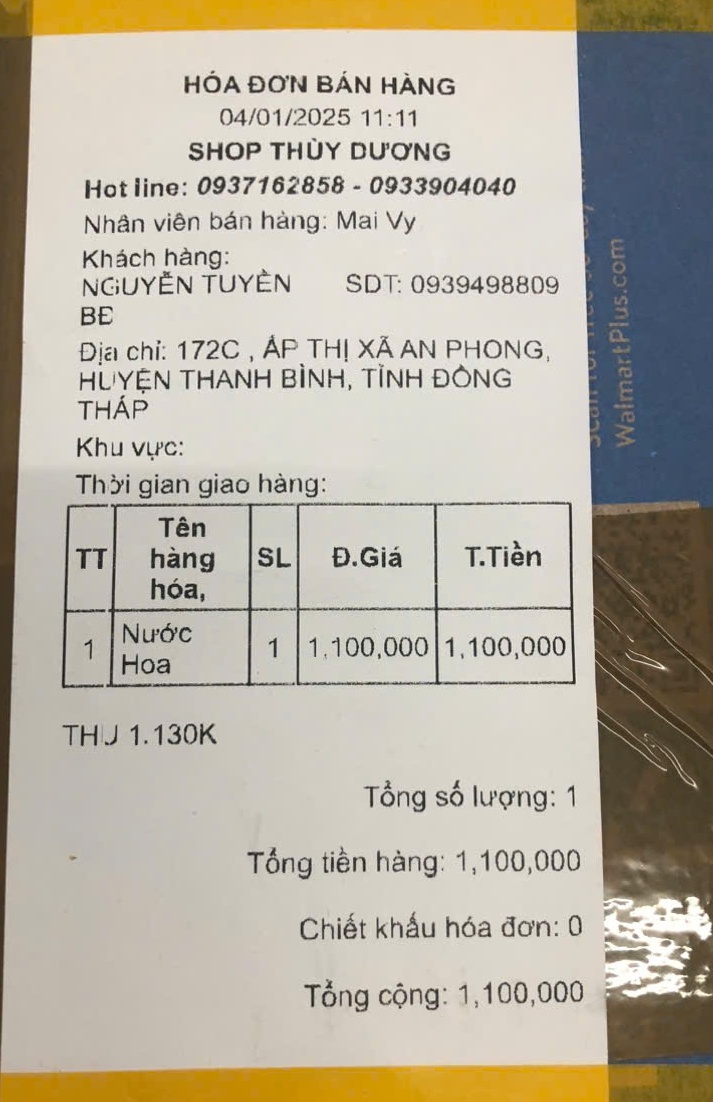 HÓA ĐƠN BÁN HÀNG
04/01/2025 11:11
SHOP THÙY DƯƠNG
Hot line: 0937162858 - 0933904040
Nhân viên bán hàng: Mai Vy
Khách hàng:
NGUYỄN TUYỀN SDT: 0939498809
BÉ
Địa chỉ: 172C , ẤP THỊ XÃ AN PHONG,
HUYỆN THANH BÌNH, TỈNH ĐỒNG
THÁP
Khu vực:
Thời gian giao hàng:
TT Tên hàng hóa, SL Đ.Giá T.Tiền
1 Nước Hoa 1 1,100,000 1,100,000
THU 1.130K
Tổng số lượng: 1
Tổng tiền hàng: 1,100,000
Chiết khấu hóa đơn: 0
Tổng cộng: 1,100,000
WalmartPlus.com